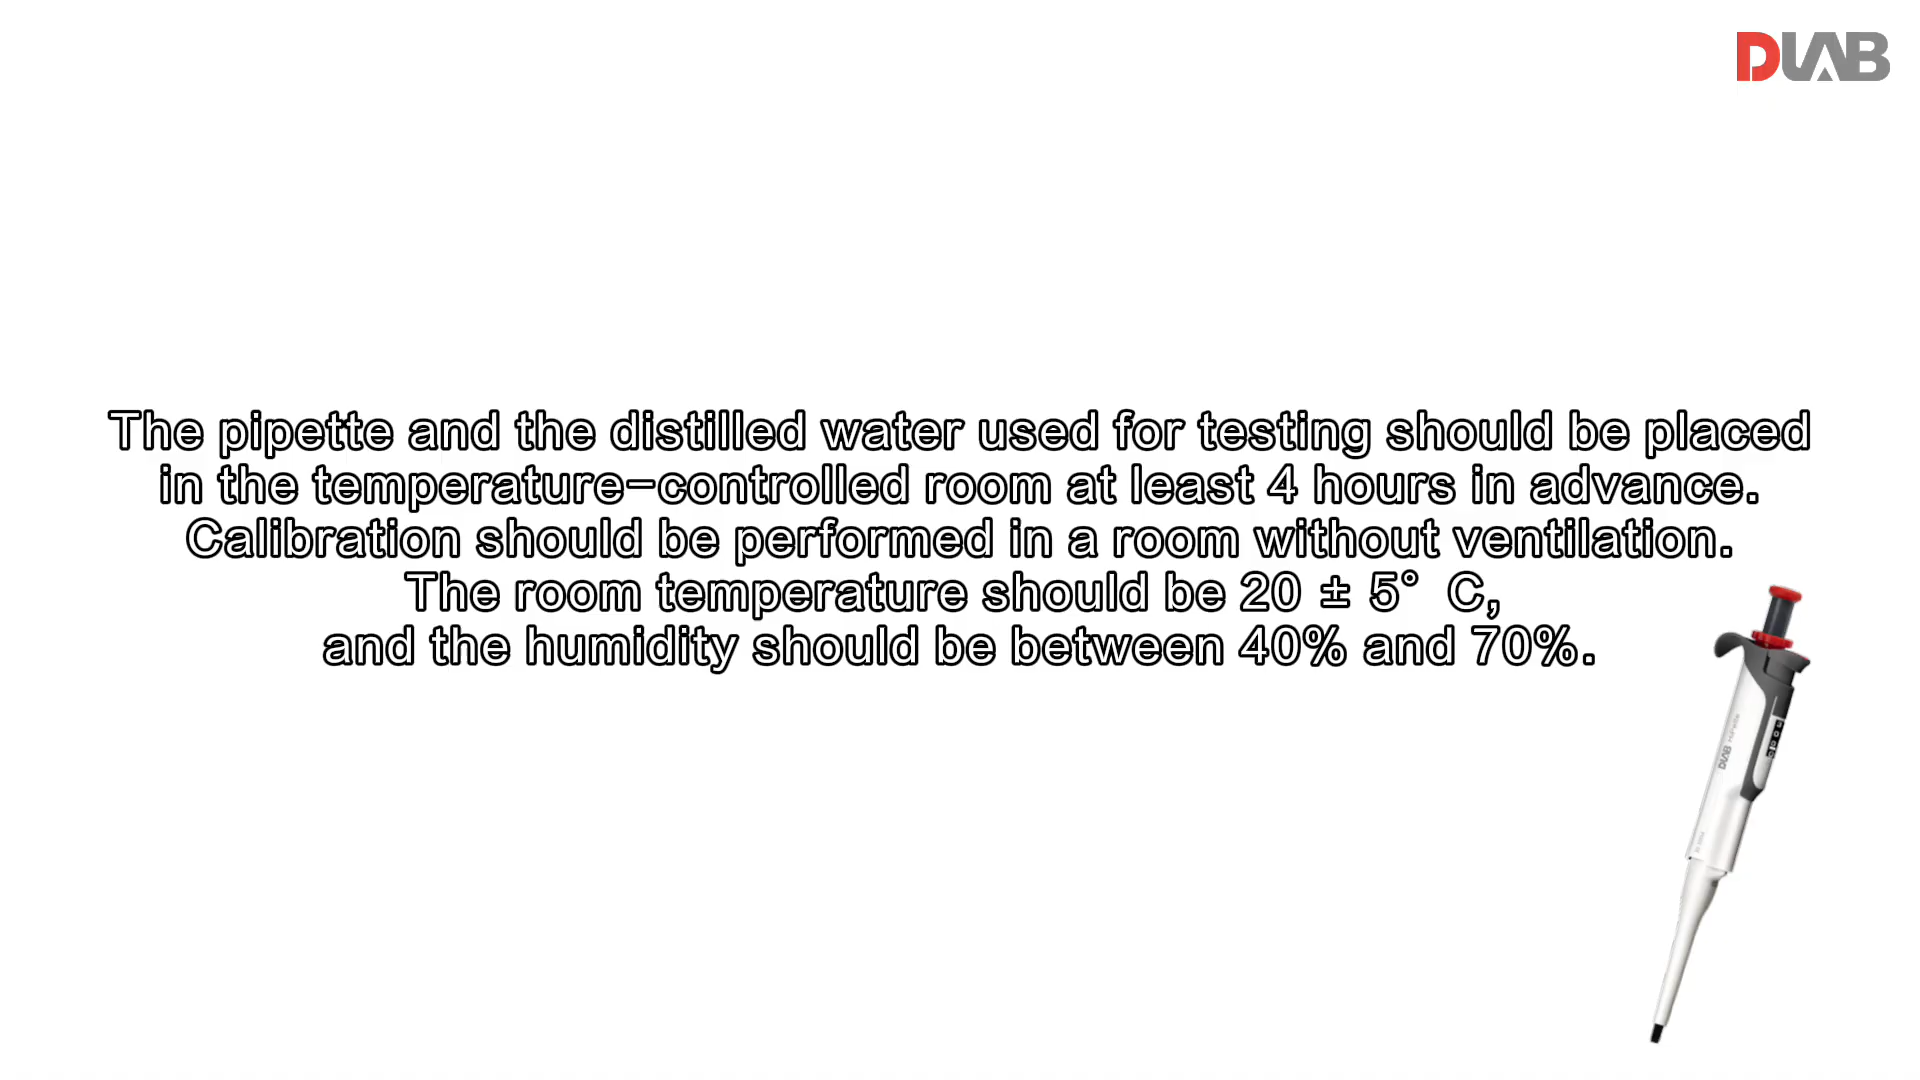 DLAB
The pipette and the distilled water used for testing should be placed
in the temperature-controlled room at least 4 hours in advance.
Calibration should be performed in a room without ventilation.
The room temperature should be 20 ± 5° C,
and the humidity should be between 40% and 70%.
DLAB